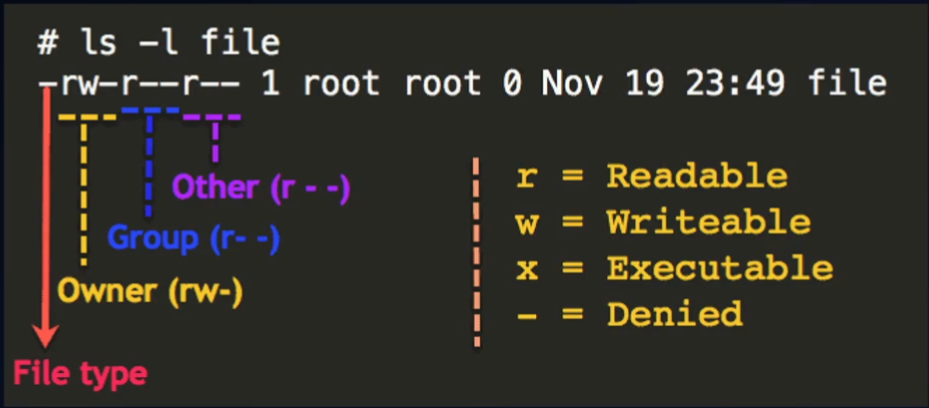 # ls -l file
-rw-r--r-- 1 root root 0 Nov 19 23:49 file
Other (r - -)
Group (r- -)
Owner (rw-)
File type
r = Readable
w = Writeable
x = Executable
- = Denied